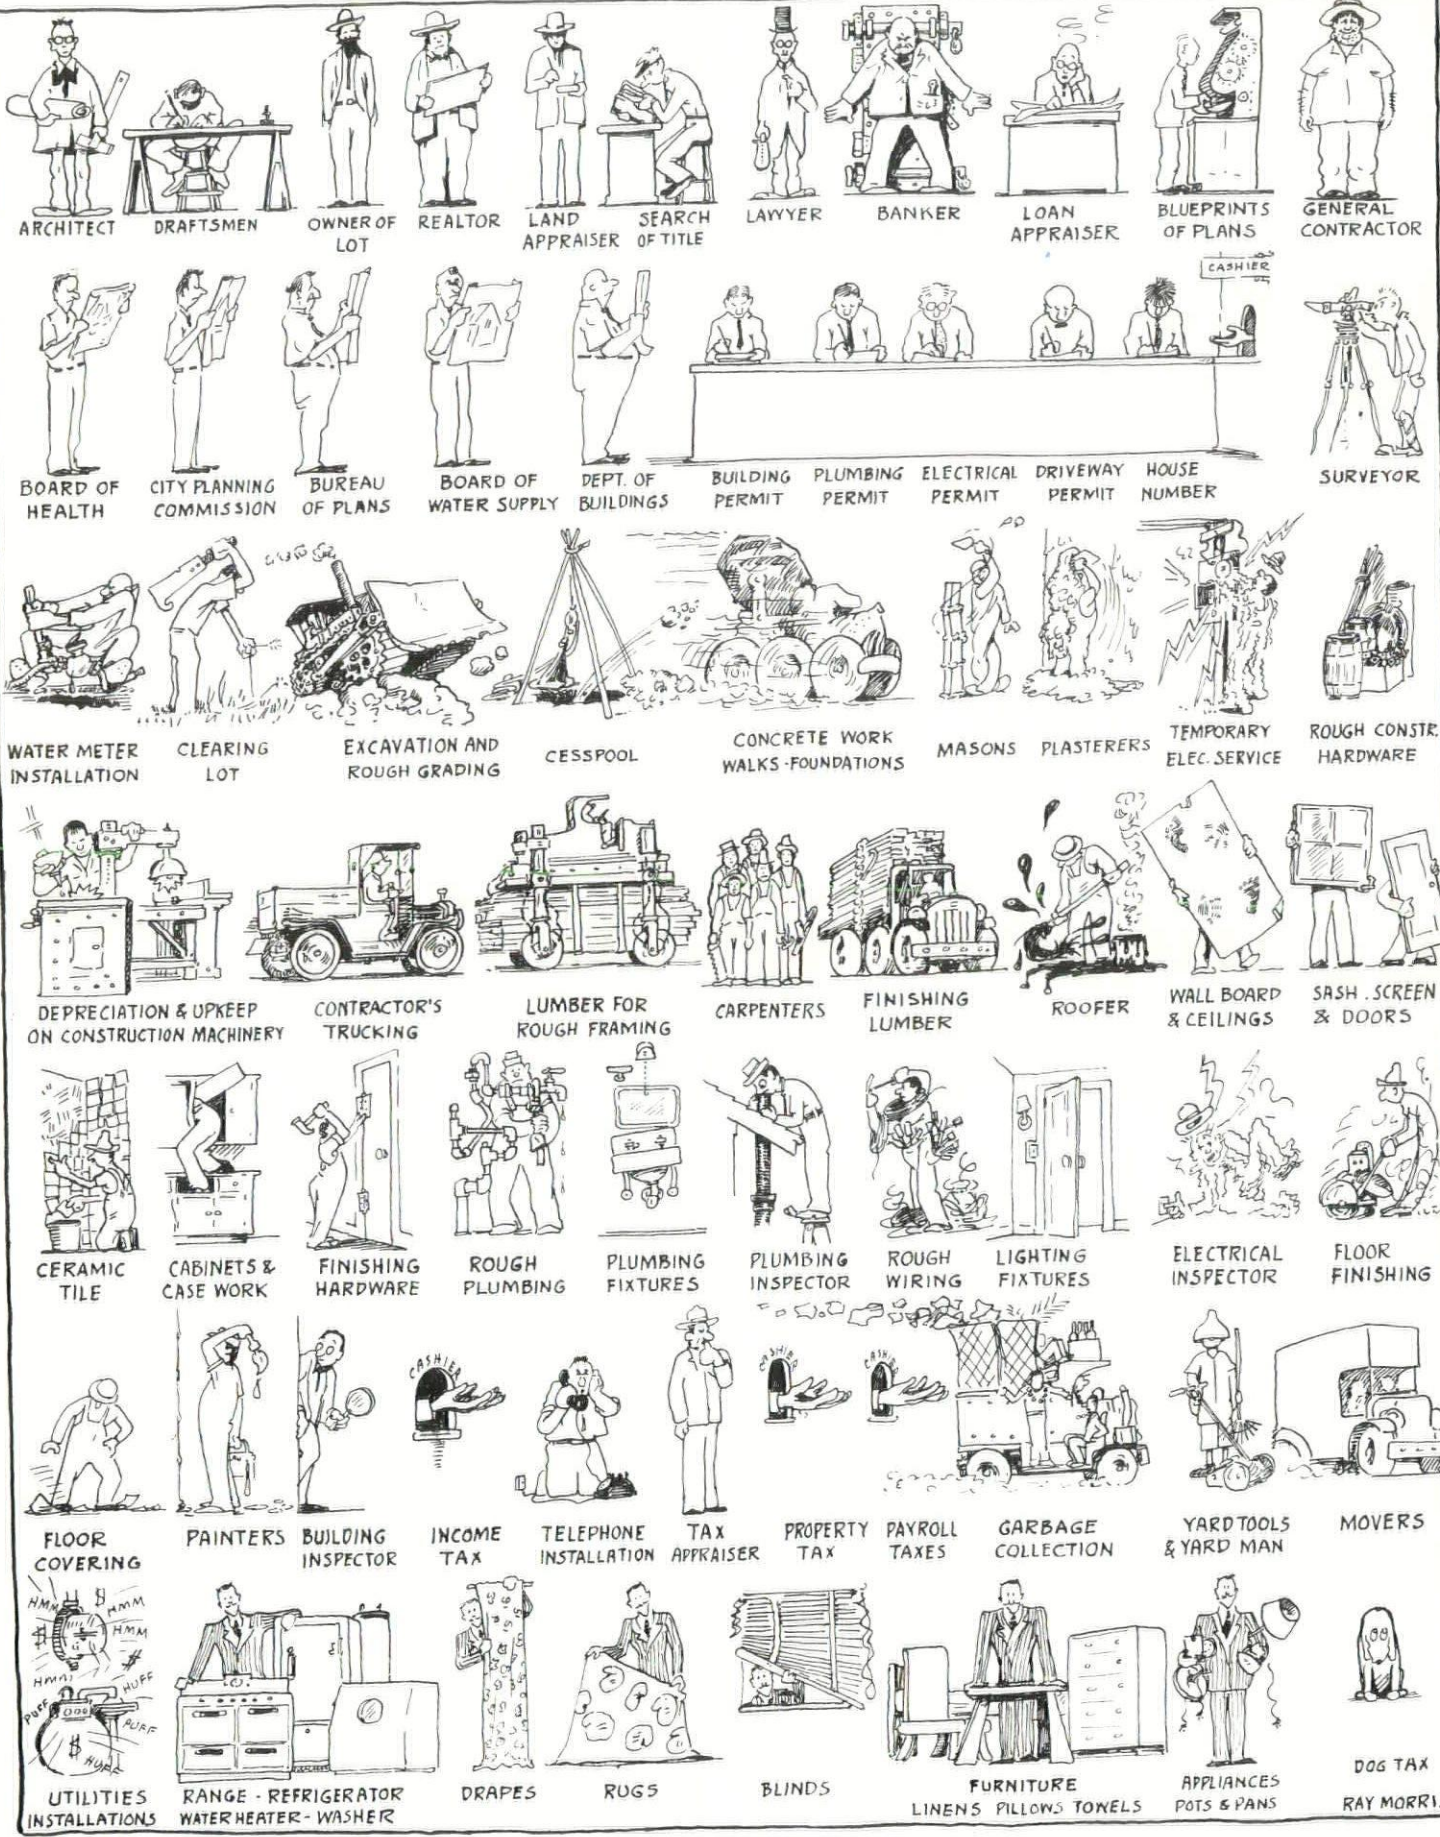 ARCHITECT
DRAFTSMEN
OWNER OF
LOT
REALTOR
LAND
APPRAISER
SEARCH
OF TITLE
LAWYER
BANKER
LOAN
APPRAISER
BLUEPRINTS
OF PLANS
GENERAL
CONTRACTOR
CASHIER
BOARD OF
HEALTH
CITY PLANNING
COMMISSION
BUREAU
OF PLANS
BOARD OF
WATER SUPPLY
DEPT. OF
BUILDINGS
BUILDING
PERMIT
PLUMBING
PERMIT
ELECTRICAL
PERMIT
DRIVEWAY
PERMIT
HOUSE
NUMBER
SURVEYOR
WATER METER
INSTALLATION
CLEARING
LOT
EXCAVATION AND
ROUGH GRADING
CESSPOOL
CONCRETE WORK
WALKS - FOUNDATIONS
MASONS
PLASTERERS
TEMPORARY
ELEC. SERVICE
ROUGH CONSTR.
HARDWARE
DEPRECIATION & UPKEEP
ON CONSTRUCTION MACHINERY
CONTRACTOR'S
TRUCKING
LUMBER FOR
ROUGH FRAMING
CARPENTERS
FINISHING
LUMBER
ROOFER
WALL BOARD
& CEILINGS
SASH . SCREEN
& DOORS
CERAMIC
TILE
CABINETS &
CASE WORK
FINISHING
HARDWARE
ROUGH
PLUMBING
PLUMBING
FIXTURES
PLUMBING
INSPECTOR
ROUGH
WIRING
LIGHTING
FIXTURES
ELECTRICAL
INSPECTOR
FLOOR
FINISHING
CASHIER
CASHIER
CASHIER
FLOOR
COVERING
PAINTERS
BUILDING
INSPECTOR
INCOME
TAX
TELEPHONE
INSTALLATION
TAX
APPRAISER
PROPERTY
TAX
PAYROLL
TAXES
GARBAGE
COLLECTION
YARD TOOLS
& YARD MAN
MOVERS
HMM $ HMM
$ HMM
$
HMM HUFF
PUFF
PUFF
$
HUFF
UTILITIES
INSTALLATIONS
RANGE - REFRIGERATOR
WATER HEATER - WASHER
DRAPES
RUGS
BLINDS
FURNITURE
LINENS PILLOWS TOWELS
APPLIANCES
POTS & PANS
DOG TAX
RAY MORRI